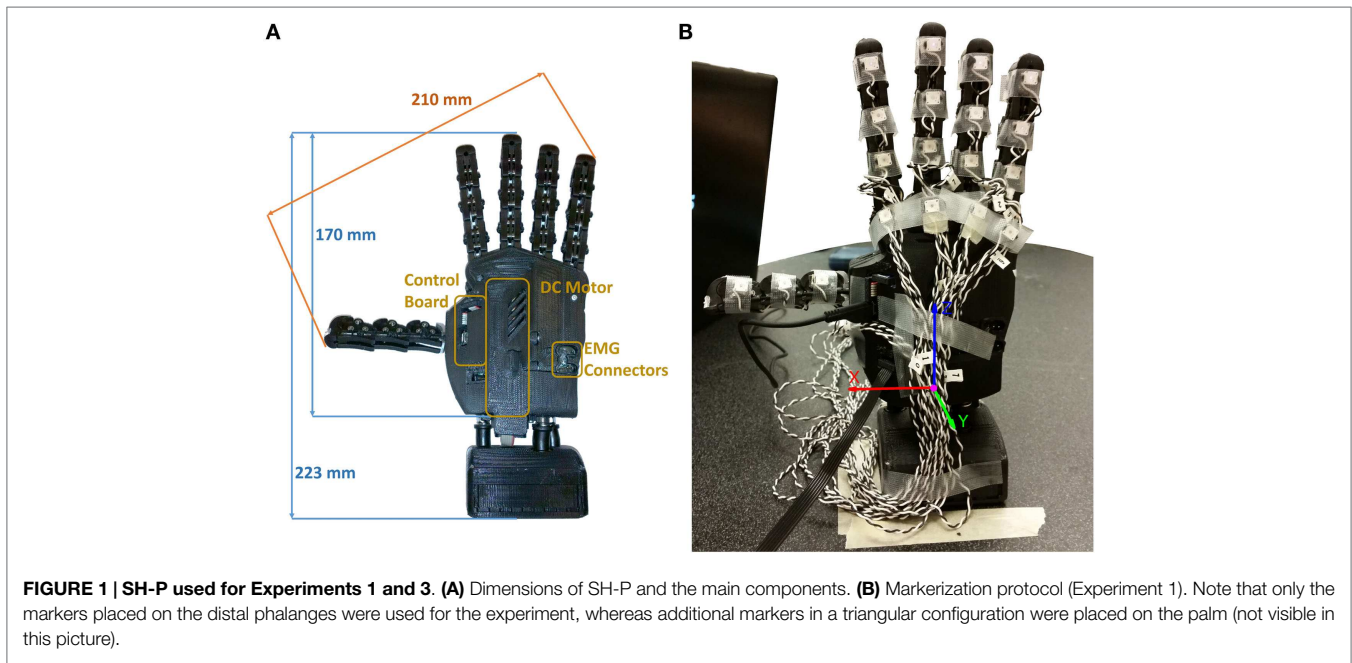 A
B
210 mm
170 mm
Control
Board
DC Motor
EMG
Connectors
223 mm
Z
X
Y
FIGURE 1 | SH-P used for Experiments 1 and 3. (A) Dimensions of SH-P and the main components. (B) Markerization protocol (Experiment 1). Note that only the
markers placed on the distal phalanges were used for the experiment, whereas additional markers in a triangular configuration were placed on the palm (not visible in
this picture).